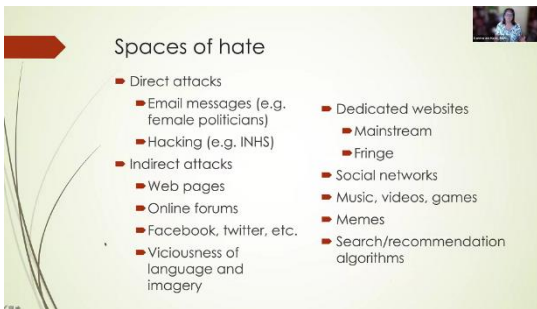 Spaces of hate
Direct attacks
Email messages (e.g.
female politicians)
Hacking (e.g. INHS)
Indirect attacks
Web pages
Online forums
Facebook, twitter, etc.
Viciousness of
language and
imagery
Dedicated websites
Mainstream
Fringe
Social networks
Music, videos, games
Memes
Search/recommendation
algorithms